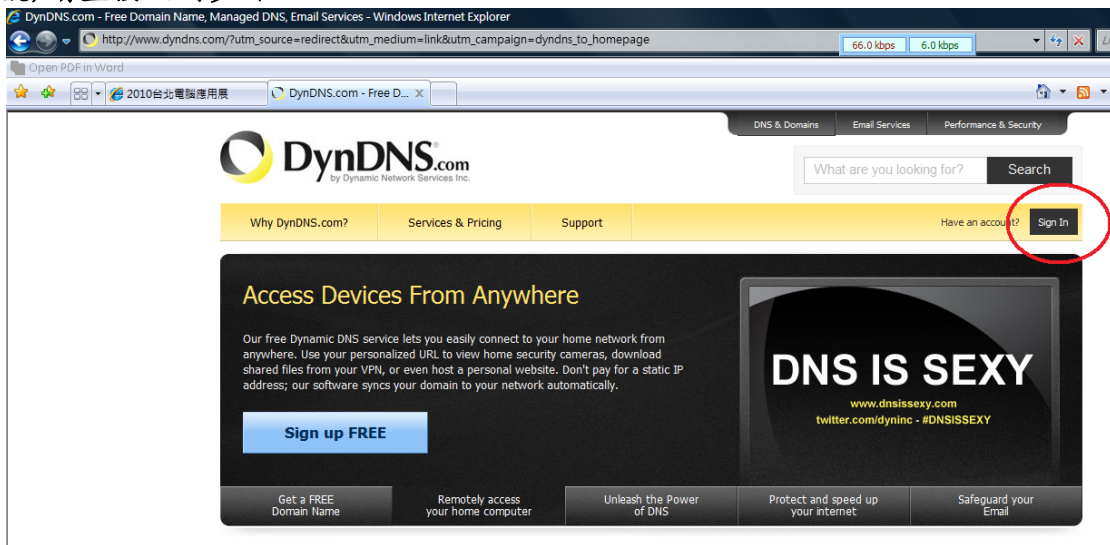 DynDNS.com - Free Domain Name, Managed DNS, Email Services - Windows Internet Explorer
http://www.dyndns.com/?utm_source=redirect&utm_medium=link&utm_campaign=dyndns_to_homepage
66.0 kbps 6.0 kbps
Open PDF in Word
2010台北電腦應用展 DynDNS.com - Free D... x
DNS & Domains Email Services Performance & Security
DynDNS.com
by Dynamic Network Services Inc.
What are you looking for? Search
Why DynDNS.com? Services & Pricing Support Have an account? Sign In
Access Devices From Anywhere
Our free Dynamic DNS service lets you easily connect to your home network from
anywhere. Use your personalized URL to view home security cameras, download
shared files from your VPN, or even host a personal website. Don't pay for a static IP
address; our software syncs your domain to your network automatically.
Sign up FREE
DNS IS SEXY
www.dnsissexy.com
twitter.com/dyninc - #DNSISSEXY
Get a FREE
Domain Name
Remotely access
your home computer
Unleash the Power
of DNS
Protect and speed up
your internet
Safeguard your
Email